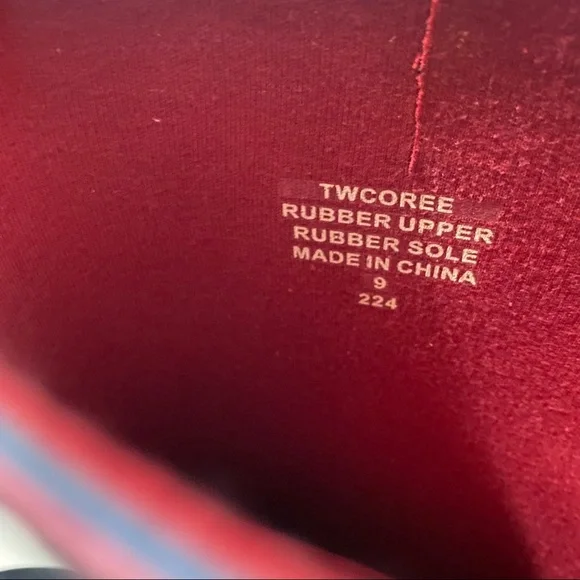 TWCOREE
RUBBER UPPER
RUBBER SOLE
MADE IN CHINA
9
224